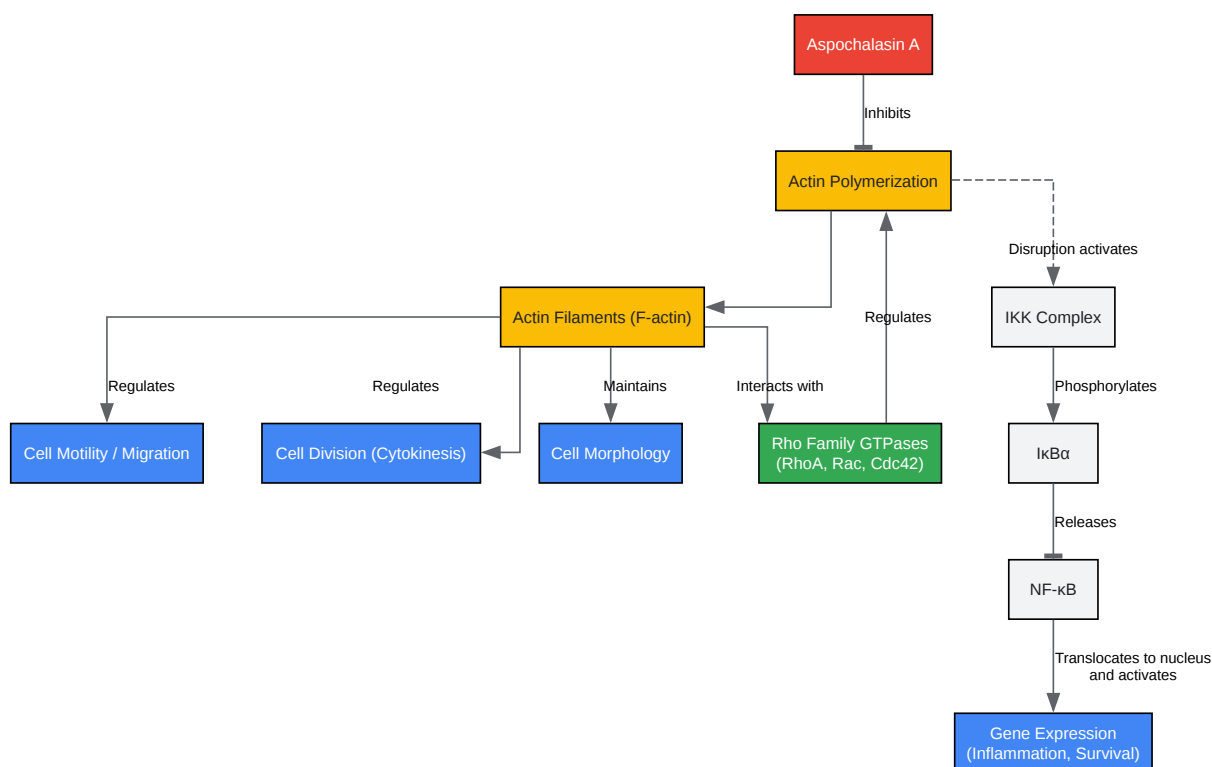 Aspochalasin A
Inhibits
Actin Polymerization
Disruption activates
Actin Filaments (F-actin)
Regulates
IKK Complex
Regulates
Regulates
Maintains
Interacts with
Phosphorylates
Cell Motility / Migration
Cell Division (Cytokinesis)
Cell Morphology
Rho Family GTPases
(RhoA, Rac, Cdc42)
IκBα
Releases
NF-κB
Translocates to nucleus
and activates
Gene Expression
(Inflammation, Survival)